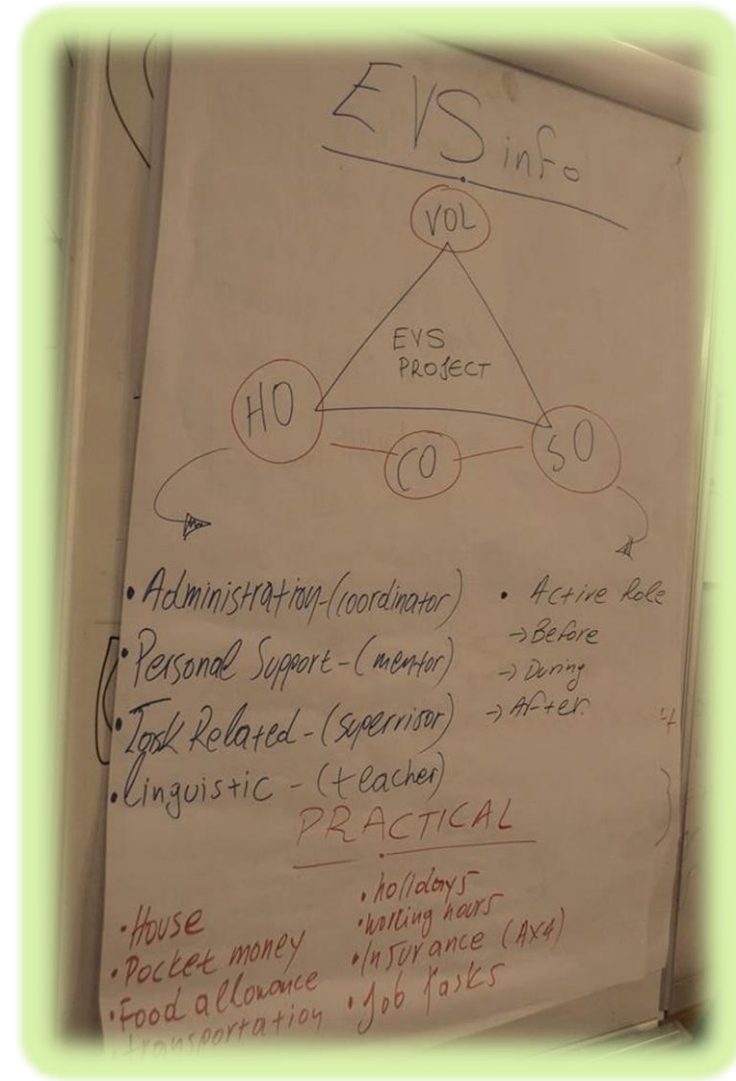 EVS info
VOL
EVS
PROJECT
HO
CO
SO
• Administration-(coordinator)
• Personal Support-(mentor)
• Task Related-(supervisor)
• linguistic - (teacher)
• Active Role
→ Before
→ During
→ After
PRACTICAL
• House
• Pocket money
• Food allowance
• transportation
• holidays
• working hours
• Insurance (AXA)
• Job Tasks